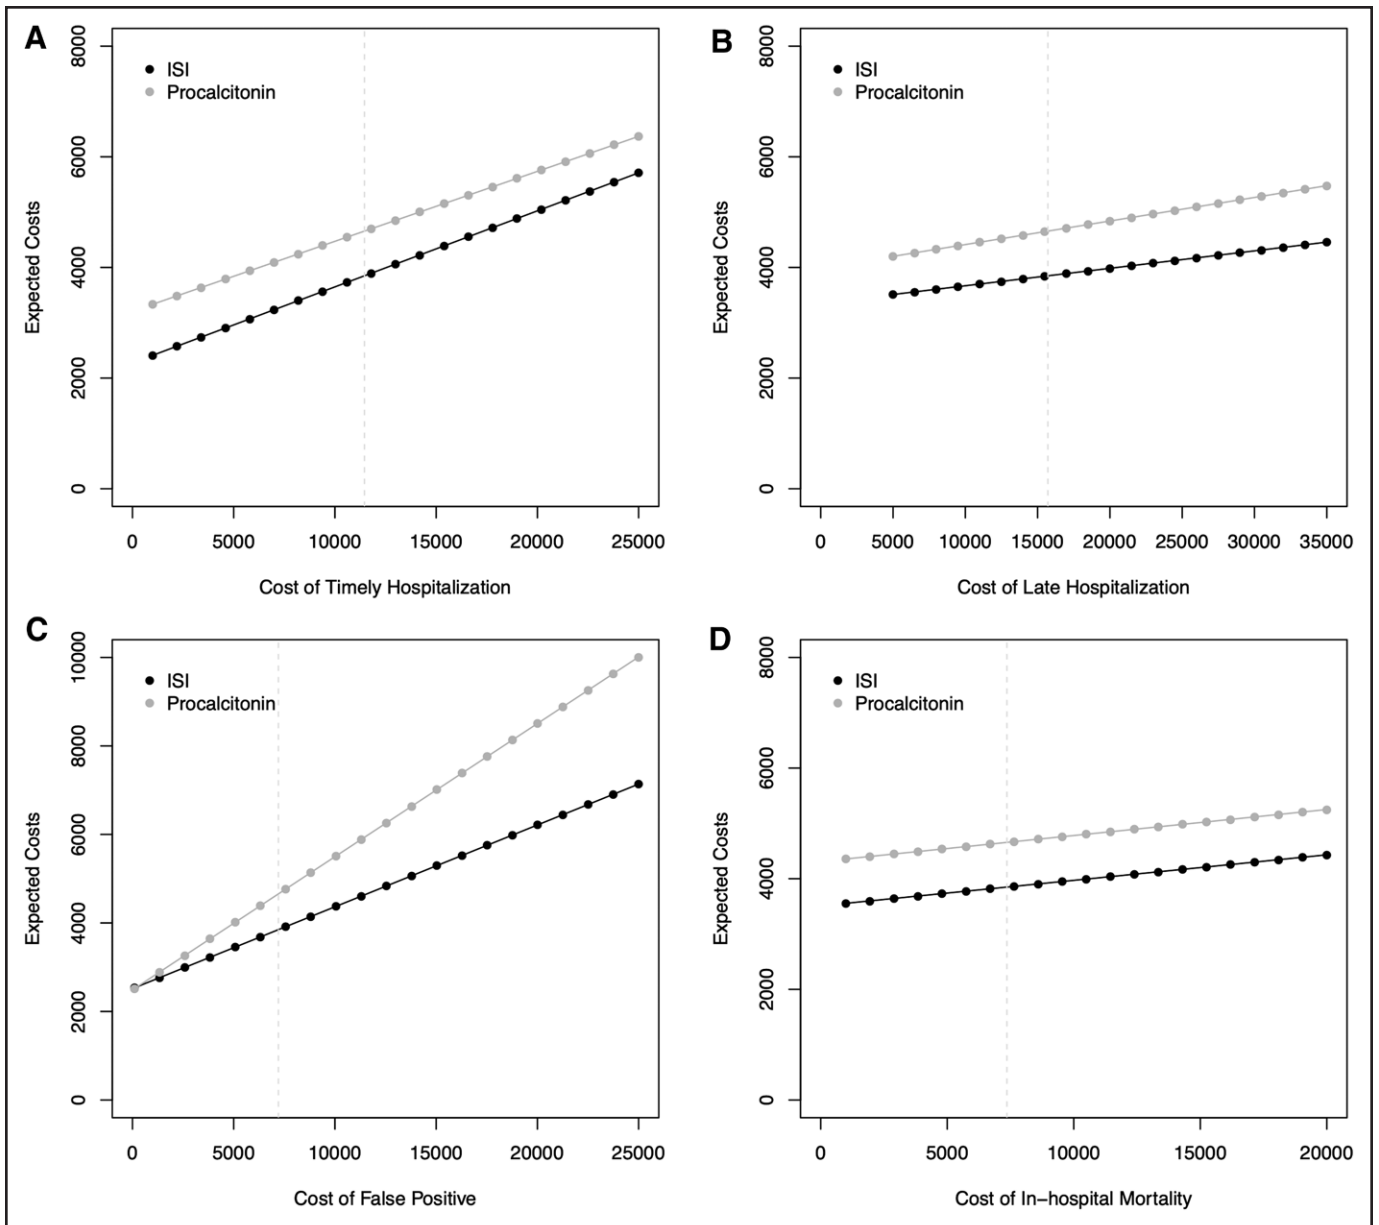 A
ISI
Procalcitonin
Expected Costs
8000
6000
4000
2000
0
0 5000 10000 15000 20000 25000
Cost of Timely Hospitalization
B
ISI
Procalcitonin
Expected Costs
8000
6000
4000
2000
0
0 5000 10000 15000 20000 25000 30000 35000
Cost of Late Hospitalization
C
ISI
Procalcitonin
Expected Costs
10000
8000
6000
4000
2000
0
0 5000 10000 15000 20000 25000
Cost of False Positive
D
ISI
Procalcitonin
Expected Costs
8000
6000
4000
2000
0
0 5000 10000 15000 20000
Cost of In−hospital Mortality